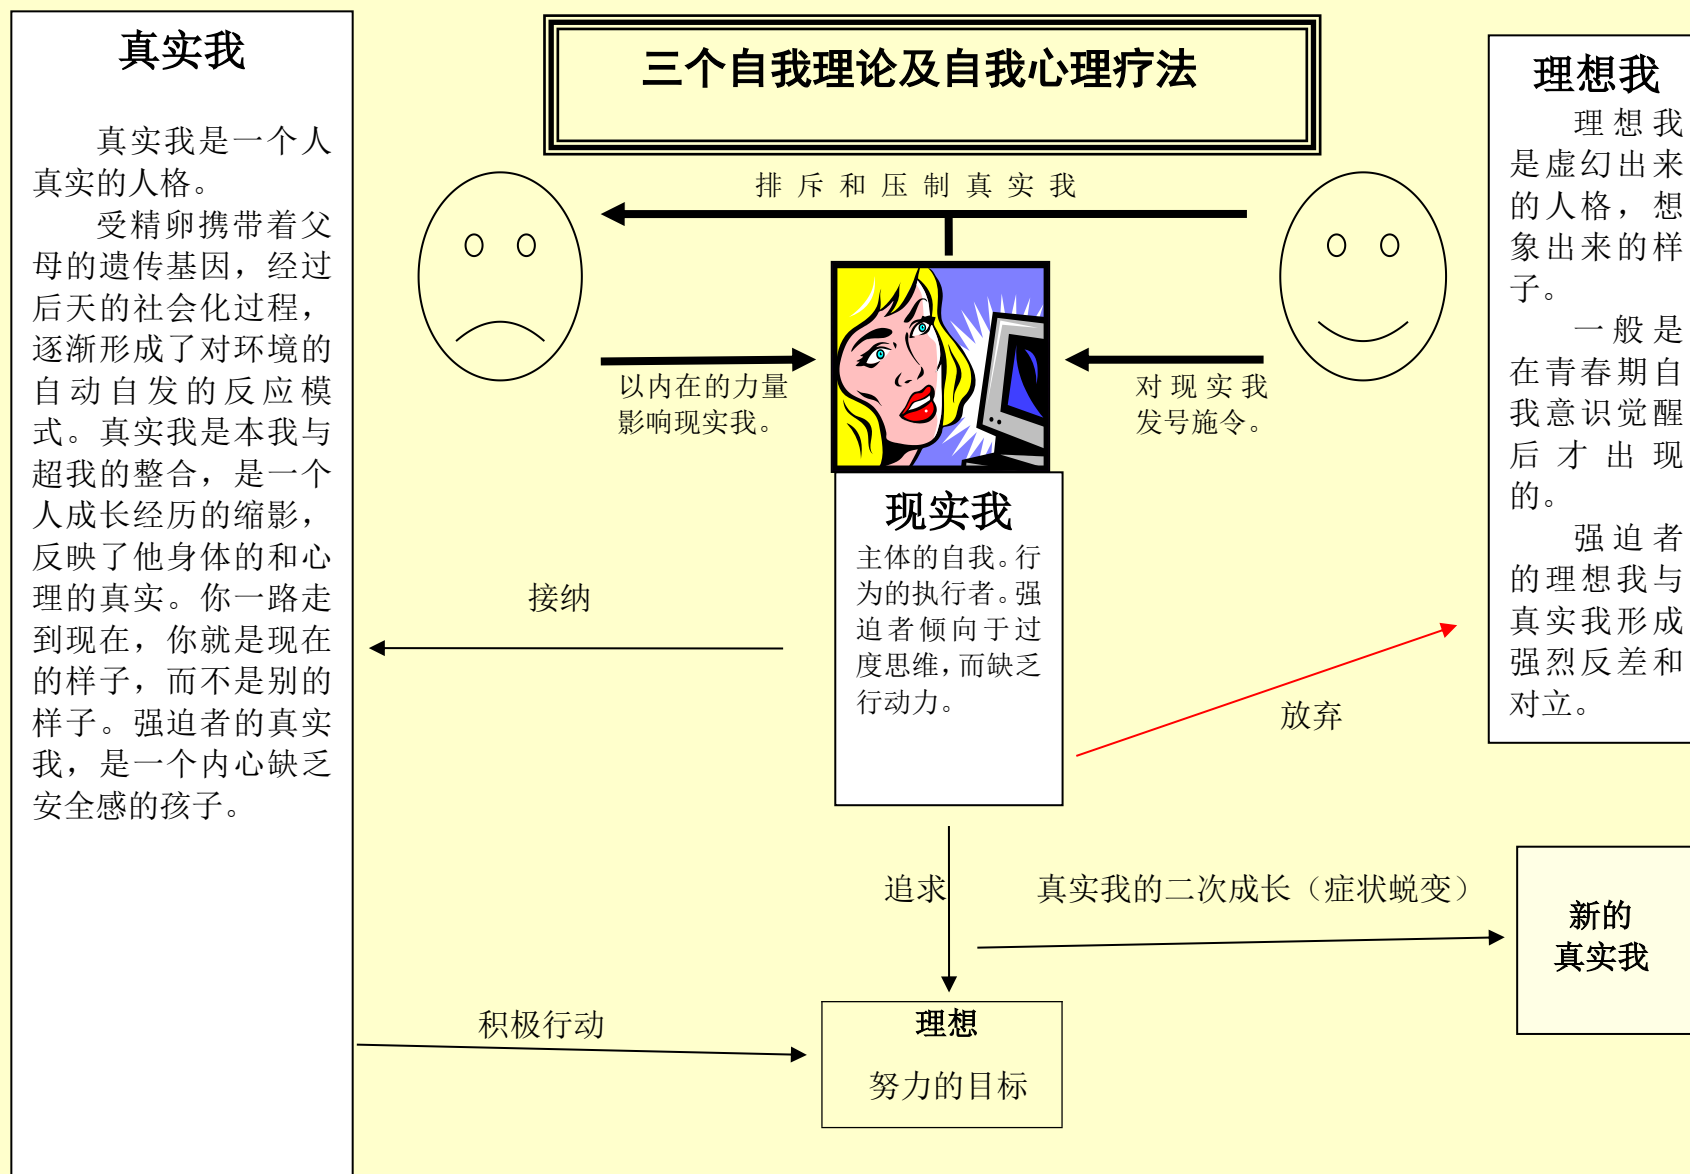 真实我
真实我是一个人
真实的人格。
受精卵携带着父
母的遗传基因，经过
后天的社会化过程，
逐渐形成了对环境的
自动自发的反应模
式。真实我是本我与
超我的整合，是一个
人成长经历的缩影，
反映了他身体的和心
理的真实。你一路走
到现在，你就是现在
的样子，而不是别的
样子。强迫者的真实
我，是一个内心缺乏
安全感的孩子。
三个自我理论及自我心理疗法
排斥和压制真实我
以内在的力量
影响现实我。
对现实我
发号施令。
现实我
主体的自我。行
为的执行者。强
迫者倾向于过
度思维，而缺乏
行动力。
理想我
理想我
是虚幻出来
的人格，想
象出来的样
子。
一般是
在青春期自
我意识觉醒
后才出现
的。
强迫者
的理想我与
真实我形成
强烈反差和
对立。
接纳
放弃
追求
真实我的二次成长（症状蜕变）
新的
真实我
积极行动
理想
努力的目标